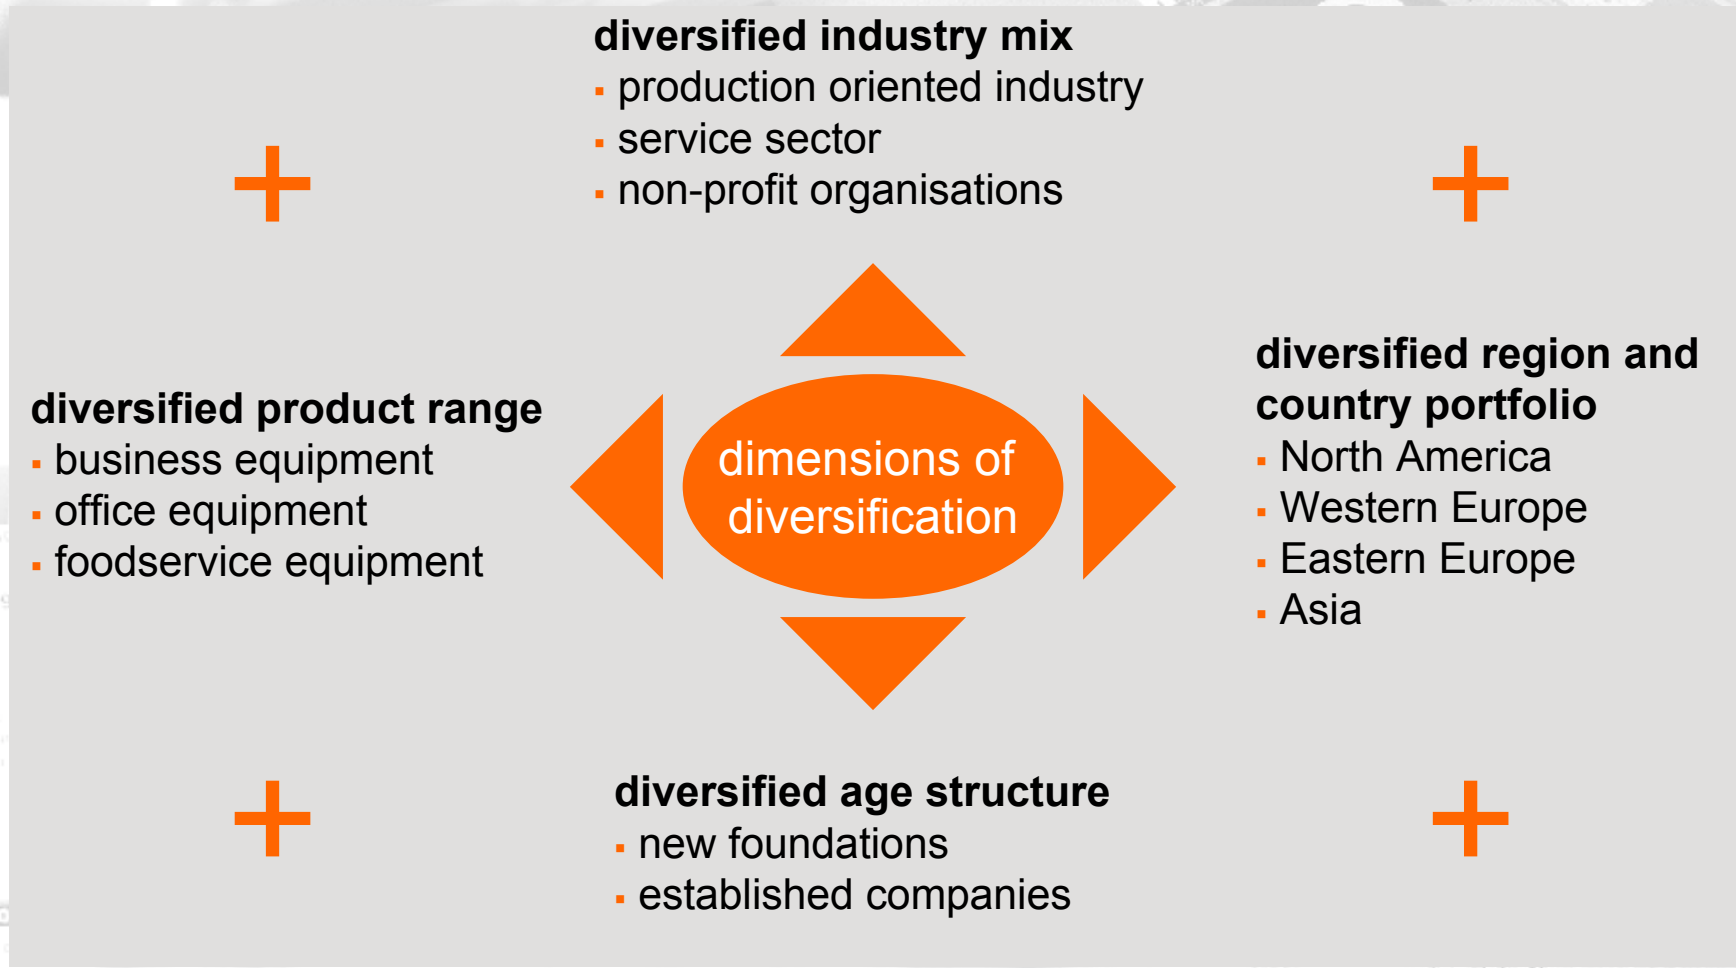 diversified industry mix
▪ production oriented industry
▪ service sector
▪ non-profit organisations
diversified product range
▪ business equipment
▪ office equipment
▪ foodservice equipment
dimensions of
diversification
diversified region and
country portfolio
▪ North America
▪ Western Europe
▪ Eastern Europe
▪ Asia
diversified age structure
▪ new foundations
▪ established companies